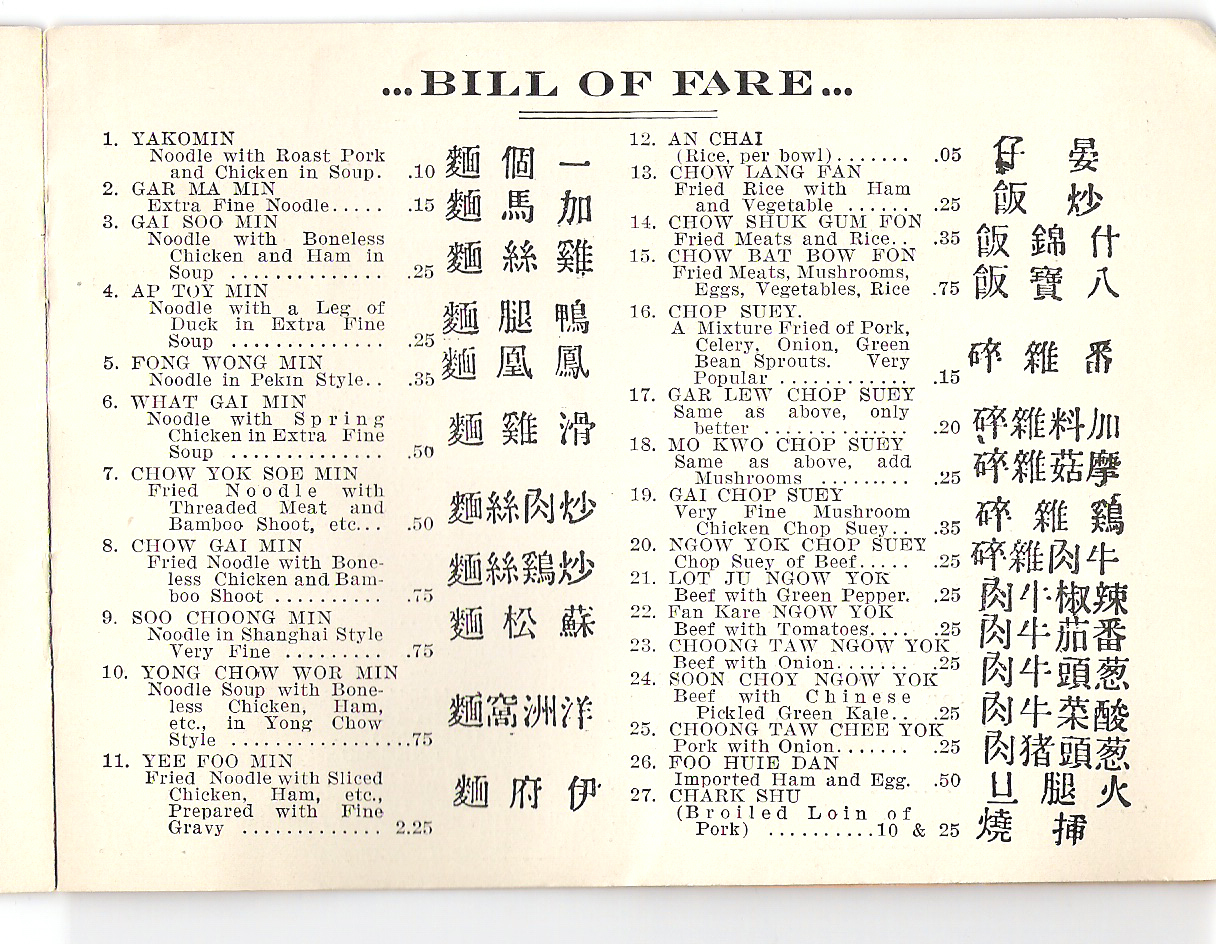 ...BILL OF FARE...
1. YAKOMIN
Noodle with Roast Pork
and Chicken in Soup. .10 麵個一
2. GAR MA MIN
Extra Fine Noodle..... .15 麵馬加
3. GAI SOO MIN
Noodle with Boneless
Chicken and Ham in
Soup .............. .25 麵絲雞
4. AP TOY MIN
Noodle with a Leg of
Duck in Extra Fine
Soup .............. .25 麵腿鴨
5. FONG WONG MIN
Noodle in Pekin Style.. .35 麵凰鳳
6. WHAT GAI MIN
Noodle with Spring
Chicken in Extra Fine
Soup .............. .50 麵雞滑
7. CHOW YOK SOE MIN
Fried Noodle with
Threaded Meat and
Bamboo Shoot, etc... .50 麵絲肉炒
8. CHOW GAI MIN
Fried Noodle with Bone-
less Chicken and Bam-
boo Shoot .......... .75 麵絲鷄炒
9. SOO CHOONG MIN
Noodle in Shanghai Style
Very Fine ......... .75 麵松蘇
10. YONG CHOW WOR MIN
Noodle Soup with Bone-
less Chicken, Ham,
etc., in Yong Chow
Style .................75 麵窩洲洋
11. YEE FOO MIN
Fried Noodle with Sliced
Chicken, Ham, etc.,
Prepared with Fine
Gravy ............. 2.25 麵府伊
12. AN CHAI
(Rice, per bowl)....... .05 仔晏
13. CHOW LANG FAN
Fried Rice with Ham
and Vegetable ...... .25 飯炒
14. CHOW SHUK GUM FON
Fried Meats and Rice.. .35 飯錦什
15. CHOW BAT BOW FON
Fried Meats, Mushrooms,
Eggs, Vegetables, Rice .75 飯寶八
16. CHOP SUEY.
A Mixture Fried of Pork,
Celery, Onion, Green
Bean Sprouts. Very
Popular ............ .15 碎雜番
17. GAR LEW CHOP SUEY
Same as above, only
better ............. .20 碎雜料加
18. MO KWO CHOP SUEY
Same as above, add
Mushrooms ......... .25 碎雜菇摩
19. GAI CHOP SUEY
Very Fine Mushroom
Chicken Chop Suey.. .35 碎雜鷄
20. NGOW YOK CHOP SUEY
Chop Suey of Beef..... .25 碎雜肉牛
21. LOT JU NGOW YOK
Beef with Green Pepper. .25 肉牛椒辣
22. Fan Kare NGOW YOK
Beef with Tomatoes.... .25 肉牛茄番
23. CHOONG TAW NGOW YOK
Beef with Onion....... .25 肉牛頭葱
24. SOON CHOY NGOW YOK
Beef with Chinese
Pickled Green Kale.. .25 肉牛菜酸
25. CHOONG TAW CHEE YOK
Pork with Onion....... .25 肉猪頭葱
26. FOO HUIE DAN
Imported Ham and Egg. .50 腿火
27. CHARK SHU
(Broiled Loin of
Pork) ..........10 & 25 燒